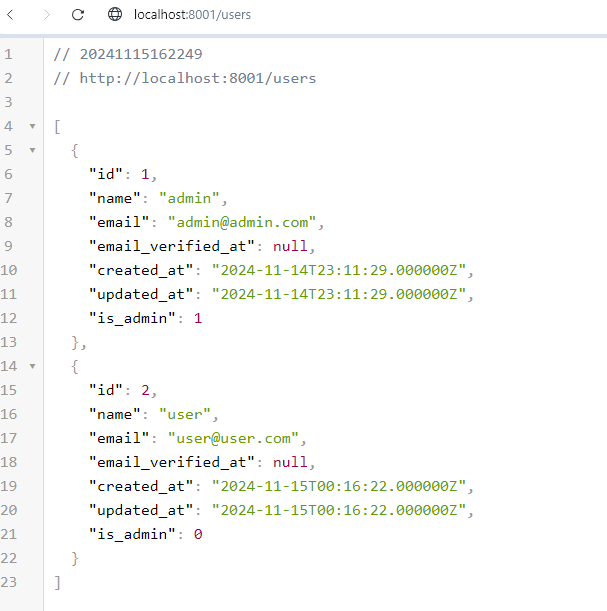 localhost:8001/users
1 // 20241115162249
2 // http://localhost:8001/users
3
4 [
5 {
6 "id": 1,
7 "name": "admin",
8 "email": "admin@admin.com",
9 "email_verified_at": null,
10 "created_at": "2024-11-14T23:11:29.000000Z",
11 "updated_at": "2024-11-14T23:11:29.000000Z",
12 "is_admin": 1
13 },
14 {
15 "id": 2,
16 "name": "user",
17 "email": "user@user.com",
18 "email_verified_at": null,
19 "created_at": "2024-11-15T00:16:22.000000Z",
20 "updated_at": "2024-11-15T00:16:22.000000Z",
21 "is_admin": 0
22 }
23 ]